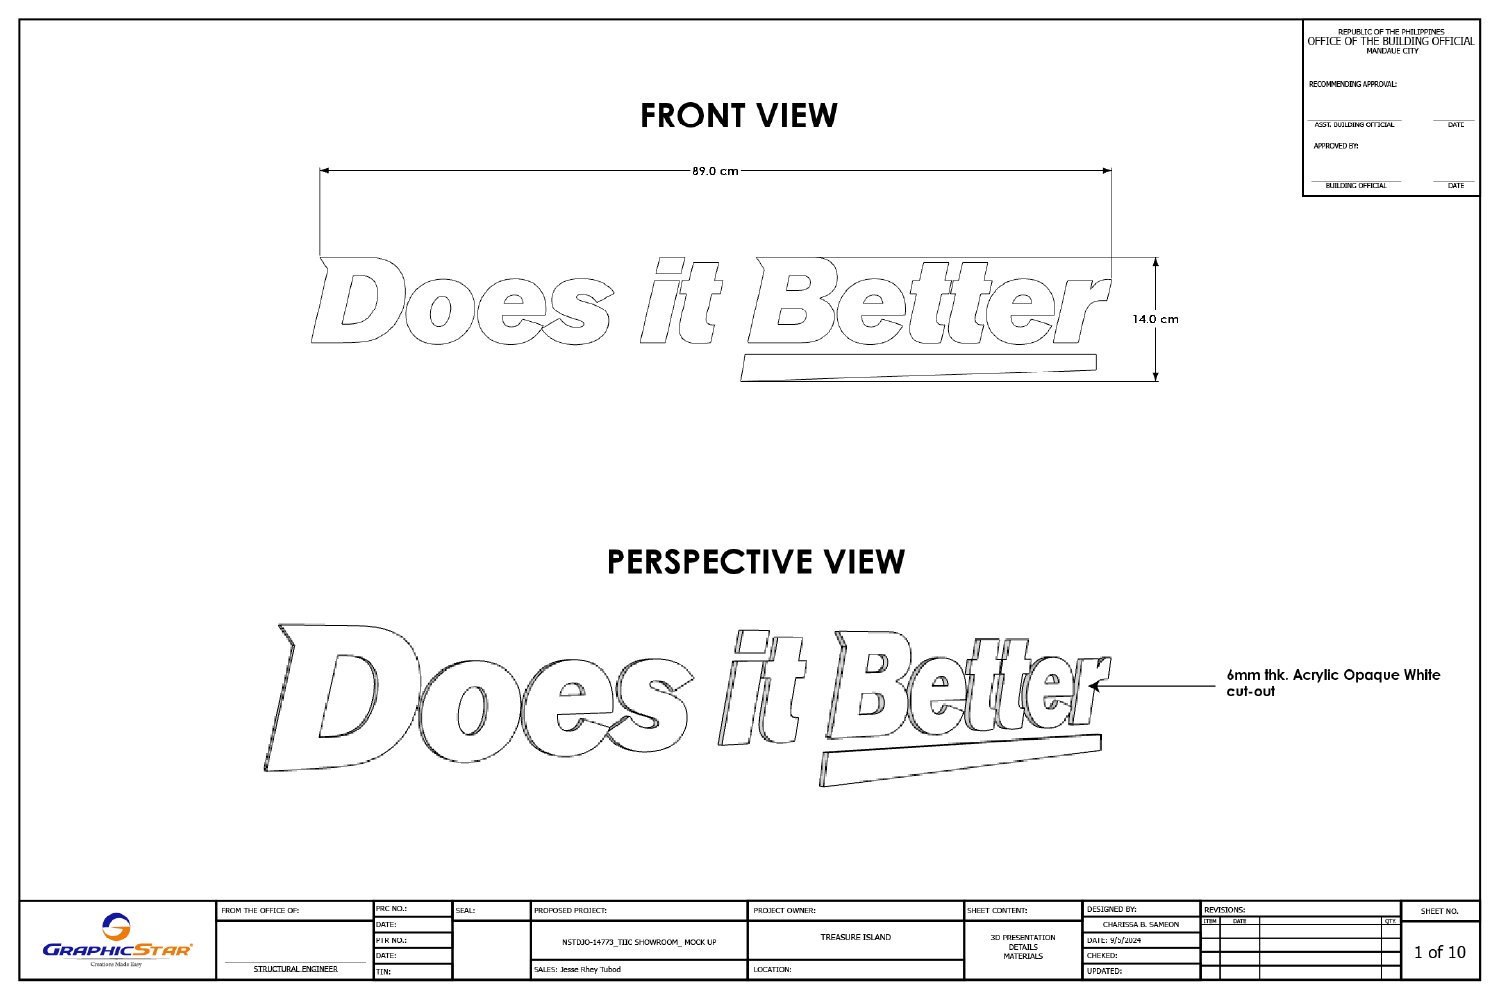 REPUBLIC OF THE PHILIPPINES
OFFICE OF THE BUILDING OFFICIAL
MANDAUE CITY
RECOMMENDING APPROVAL:
ASST. BUILDING OFFICIAL DATE
APPROVED BY:
BUILDING OFFICIAL DATE
FRONT VIEW
89.0 cm
Does it Better
14.0 cm
PERSPECTIVE VIEW
Does it Better
6mm thk. Acrylic Opaque White
cut-out
GRAPHICSTAR
Creations Made Easy
FROM THE OFFICE OF:
STRUCTURAL ENGINEER
PRC NO.:
DATE:
PTR NO.:
DATE:
TIN:
SEAL:
PROPOSED PROJECT:
NSTDJO-14773_TIIC SHOWROOM_ MOCK UP
SALES: Jesse Rhey Tubod
PROJECT OWNER:
TREASURE ISLAND
LOCATION:
SHEET CONTENT:
3D PRESENTATION
DETAILS
MATERIALS
DESIGNED BY:
CHARISSA B. SAMEON
DATE: 9/5/2024
CHEKED:
UPDATED:
REVISIONS:
ITEM DATE QTY.
SHEET NO.
1 of 10